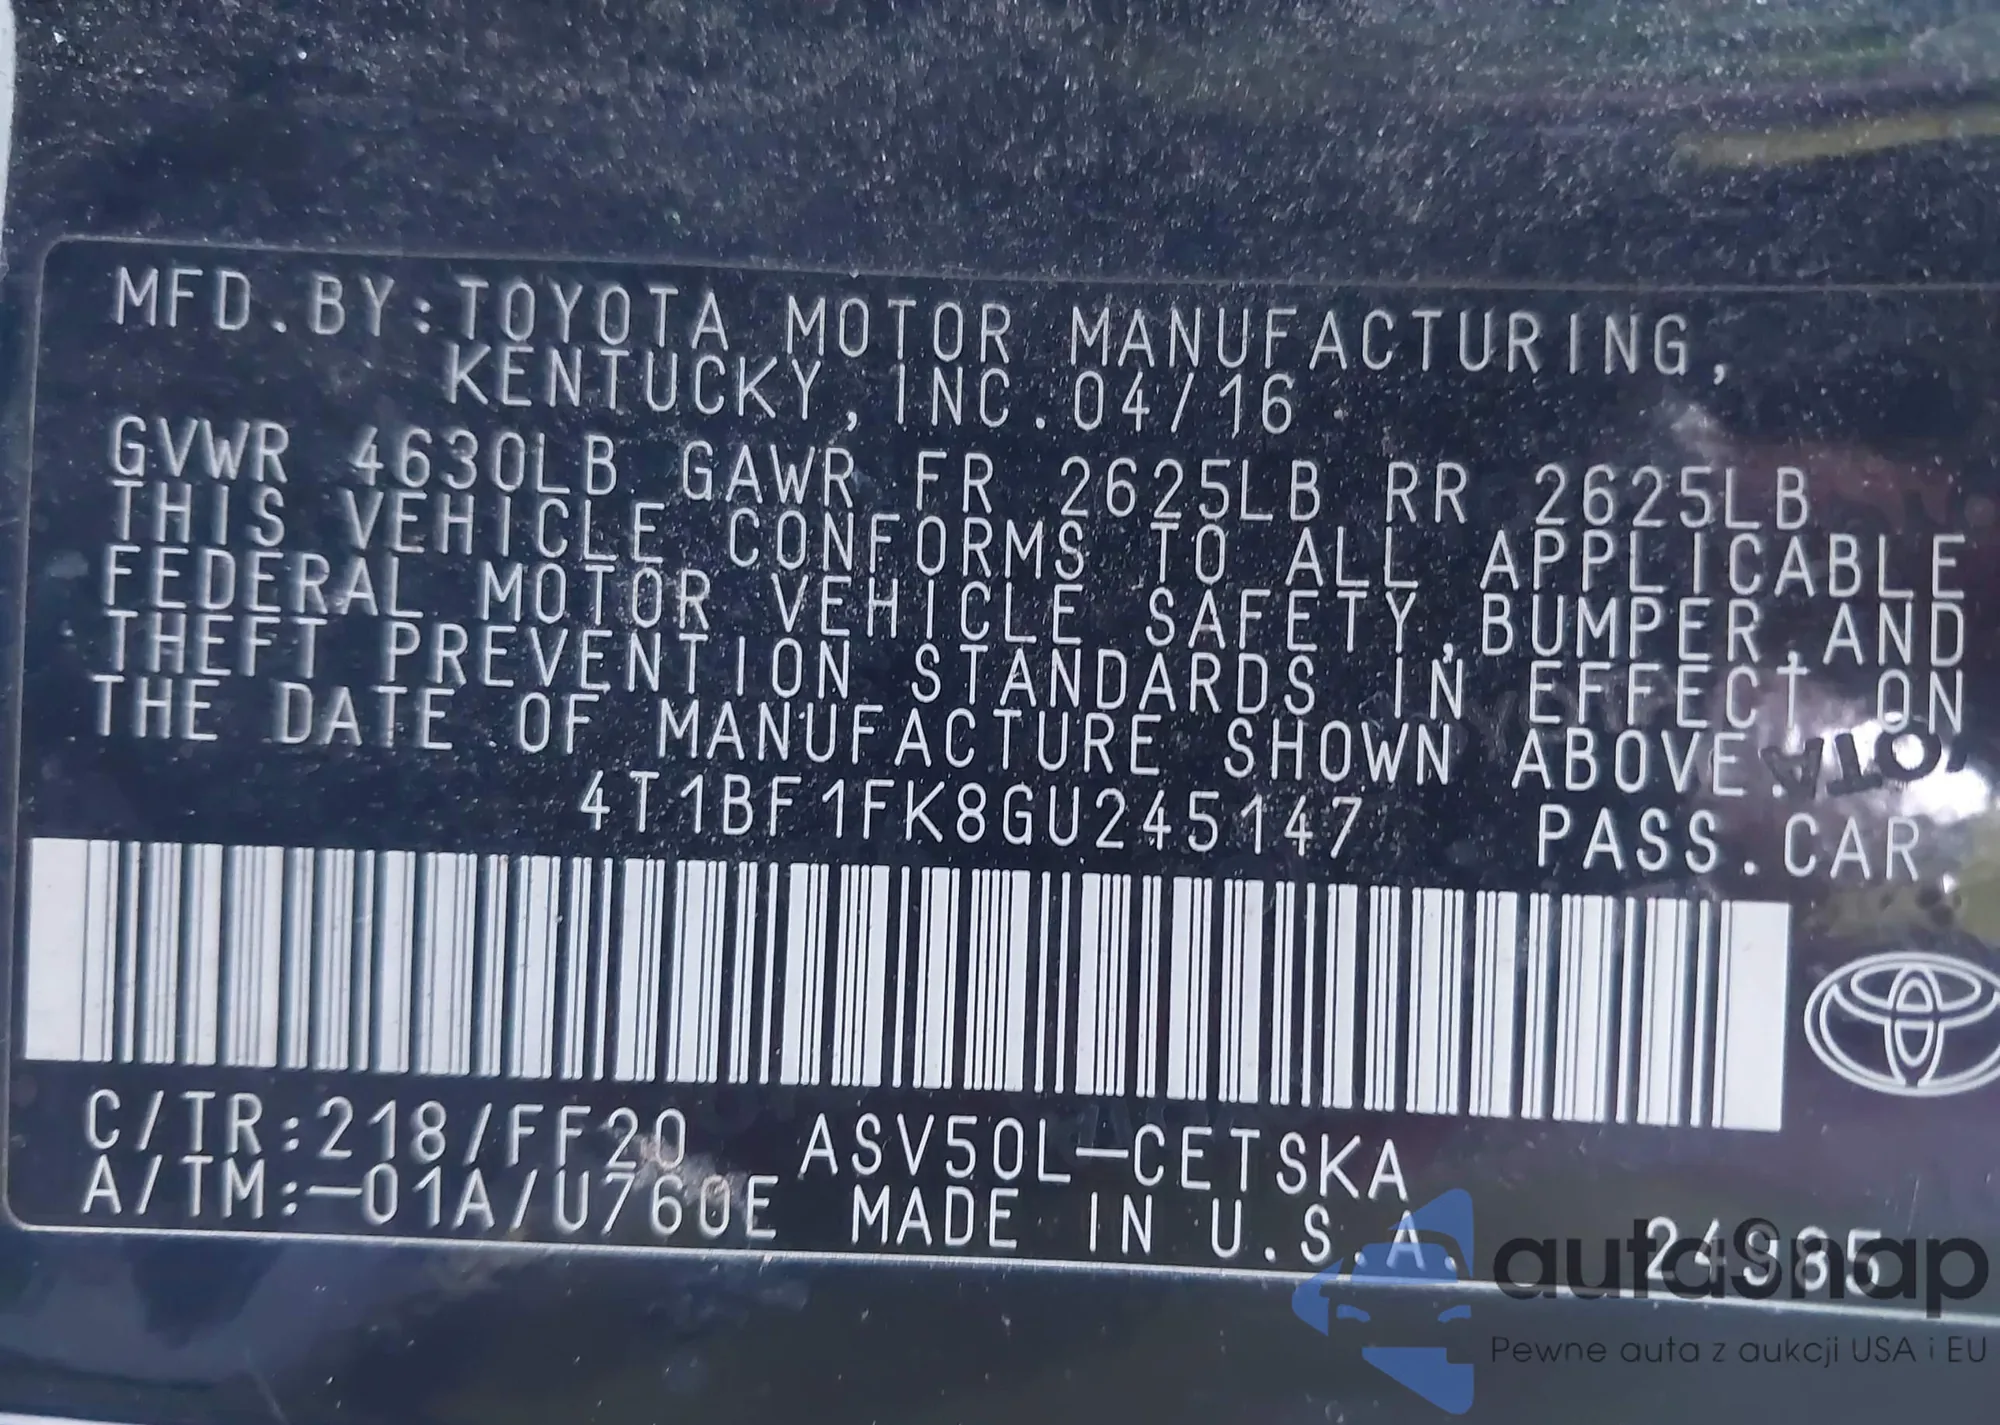 MFD.BY:TOYOTA MOTOR MANUFACTURING,
KENTUCKY, INC.04/16
GVWR 4630LB GAWR FR 2625LB RR 2625LB
THIS VEHICLE CONFORMS TO ALL APPLICABLE
FEDERAL MOTOR VEHICLE SAFETY,BUMPER,AND
THEFT PREVENTION STANDARDS IN EFFECT ON
THE DATE OF MANUFACTURE SHOWN ABOVE.
4T1BF1FK8GU245147 PASS.CAR.
C/TR:218/FF20 ASV50L-CETSKA
A/TM:-01A/U760E MADE IN U.S.A. 24985
autosnap
Pewne auta z aukcji USA i EU